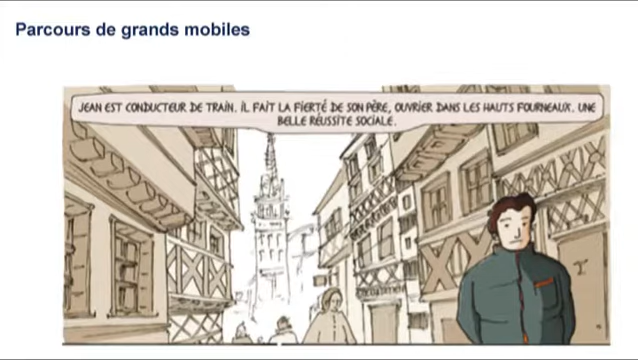 Parcours de grands mobiles
JEAN EST CONDUCTEUR DE TRAIN. IL FAIT LA FIERTÉ DE SON PÈRE, OUVRIER DANS LES HAUTS FOURNEAUX. UNE
BELLE RÉUSSITE SOCIALE.